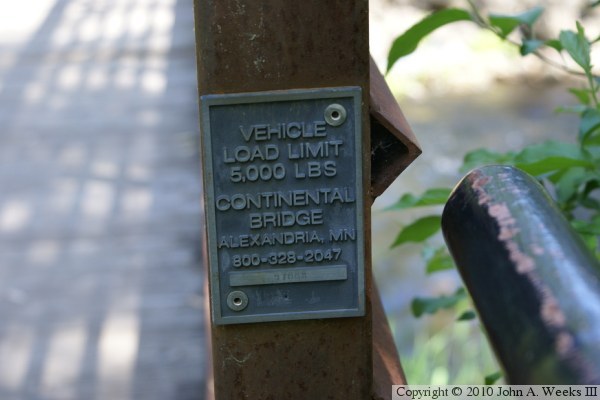 VEHICLE
LOAD LIMIT
5,000 LBS
CONTINENTAL
BRIDGE
ALEXANDRIA, MN
800-328-2047
Copyright © 2010 John A. Weeks III